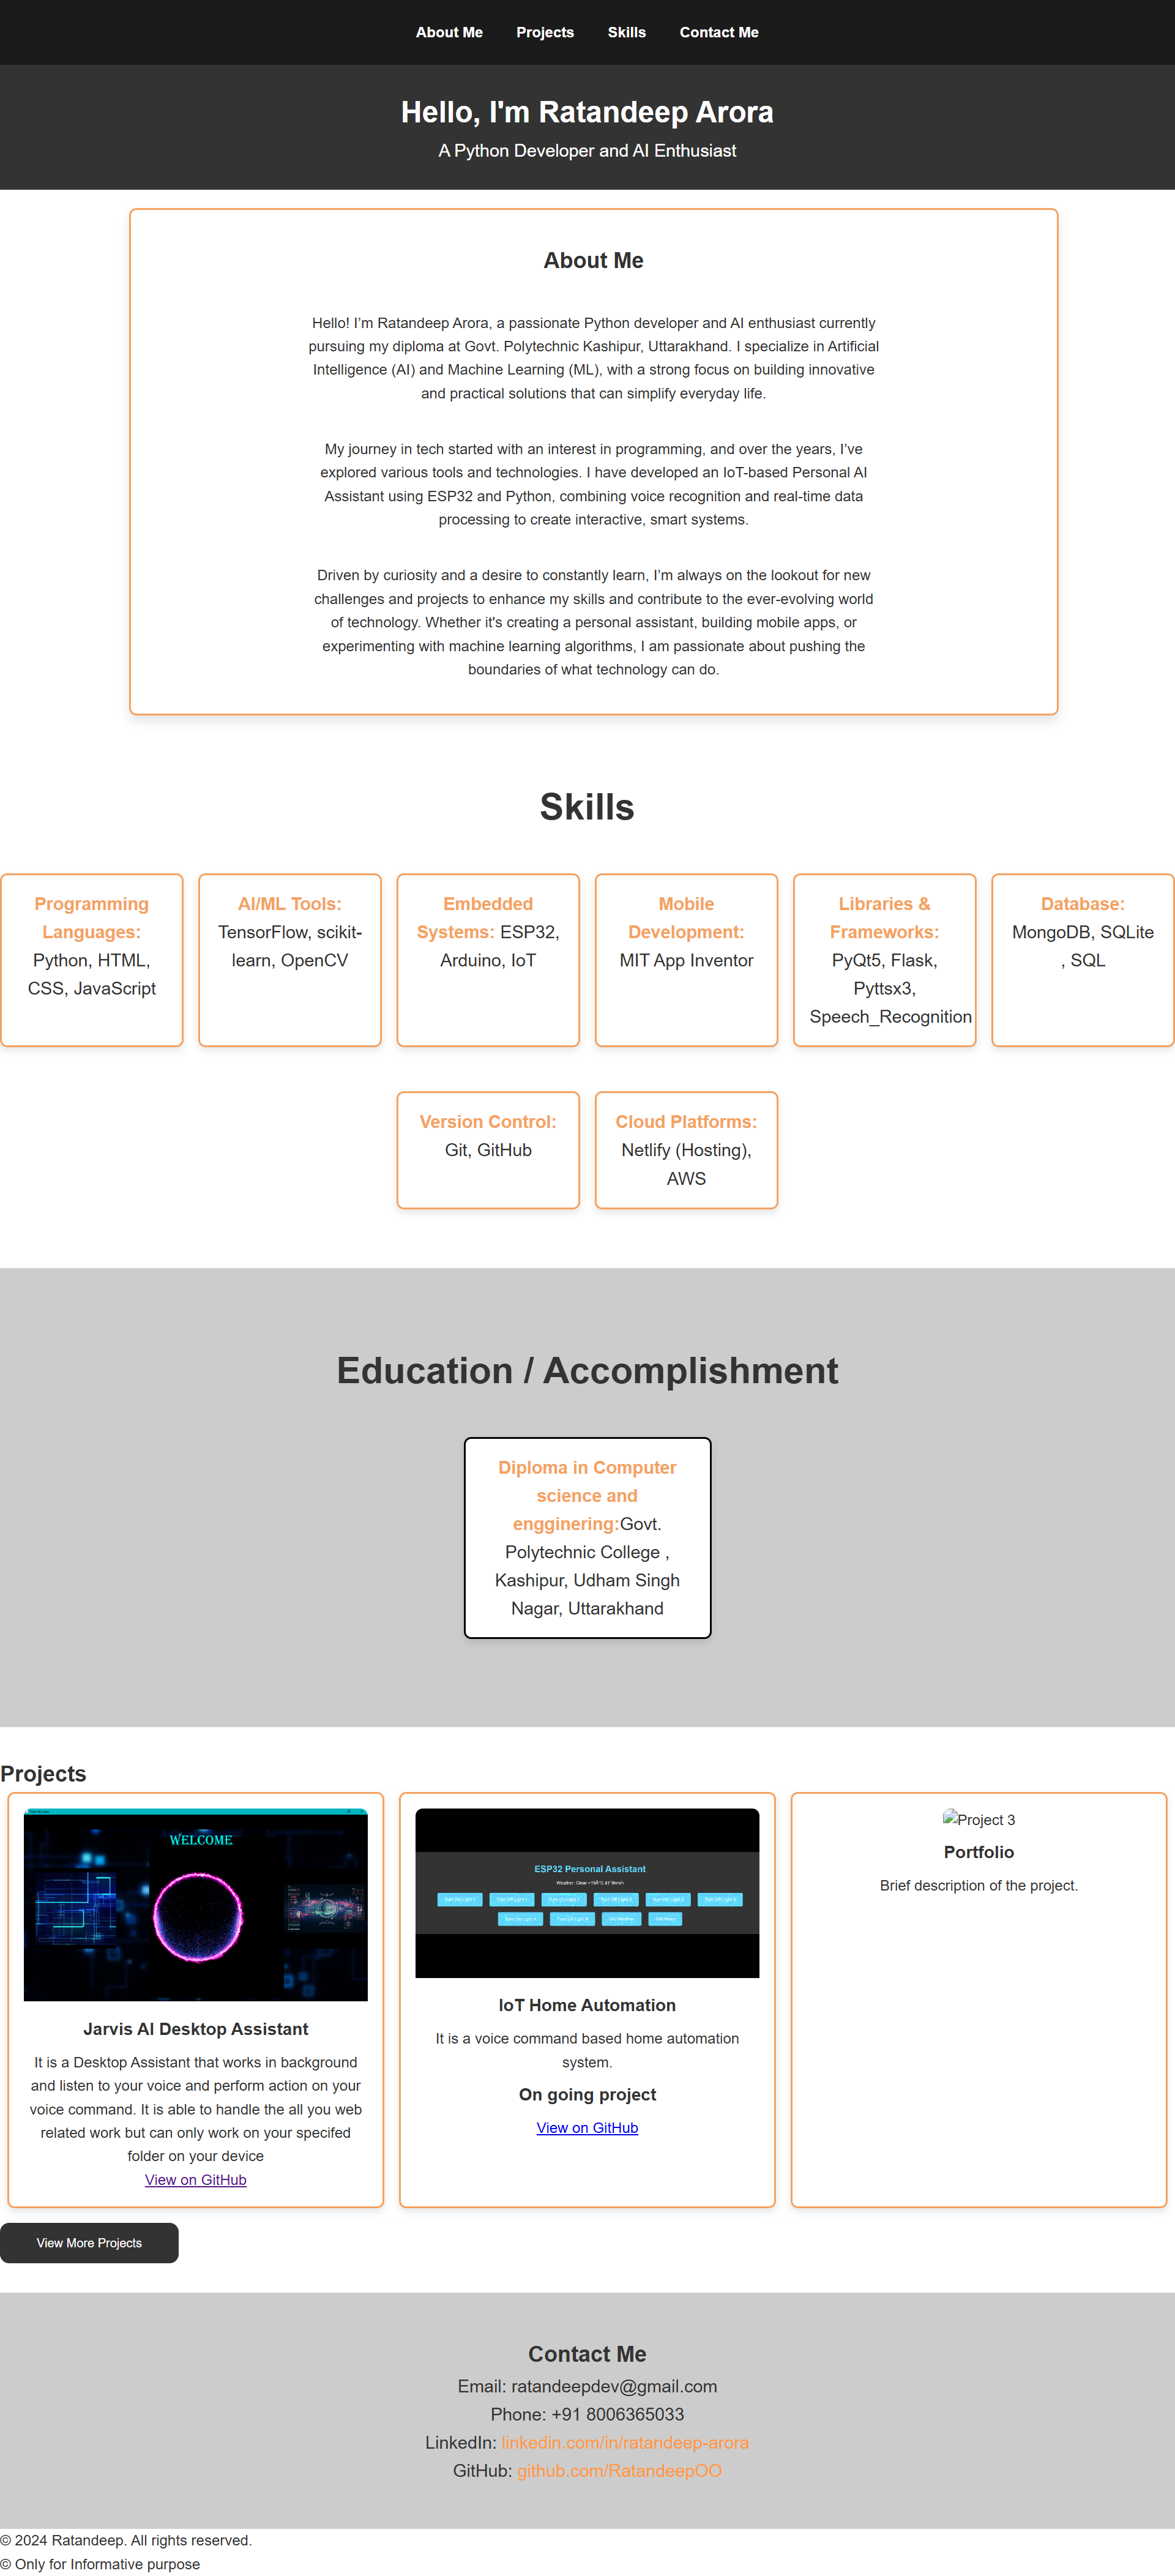 About Me Projects Skills Contact Me
Hello, I'm Ratandeep Arora
A Python Developer and AI Enthusiast
About Me
Hello! I’m Ratandeep Arora, a passionate Python developer and AI enthusiast currently
pursuing my diploma at Govt. Polytechnic Kashipur, Uttarakhand. I specialize in Artificial
Intelligence (AI) and Machine Learning (ML), with a strong focus on building innovative
and practical solutions that can simplify everyday life.
My journey in tech started with an interest in programming, and over the years, I’ve
explored various tools and technologies. I have developed an IoT-based Personal AI
Assistant using ESP32 and Python, combining voice recognition and real-time data
processing to create interactive, smart systems.
Driven by curiosity and a desire to constantly learn, I’m always on the lookout for new
challenges and projects to enhance my skills and contribute to the ever-evolving world
of technology. Whether it's creating a personal assistant, building mobile apps, or
experimenting with machine learning algorithms, I am passionate about pushing the
boundaries of what technology can do.
Skills
Programming
Languages:
Python, HTML,
CSS, JavaScript
AI/ML Tools:
TensorFlow, scikit-
learn, OpenCV
Embedded
Systems: ESP32,
Arduino, IoT
Mobile
Development:
MIT App Inventor
Libraries &
Frameworks:
PyQt5, Flask,
Pyttsx3,
Speech_Recognition
Database:
MongoDB, SQLite
, SQL
Version Control:
Git, GitHub
Cloud Platforms:
Netlify (Hosting),
AWS
Education / Accomplishment
Diploma in Computer
science and
engginering:Govt.
Polytechnic College ,
Kashipur, Udham Singh
Nagar, Uttarakhand
Projects
WELCOME
Jarvis AI Desktop Assistant
It is a Desktop Assistant that works in background
and listen to your voice and perform action on your
voice command. It is able to handle the all you web
related work but can only work on your specifed
folder on your device
View on GitHub
ESP32 Personal Assistant
IoT Home Automation
It is a voice command based home automation
system.
On going project
View on GitHub
Project 3
Portfolio
Brief description of the project.
View More Projects
Contact Me
Email: ratandeepdev@gmail.com
Phone: +91 8006365033
LinkedIn: linkedin.com/in/ratandeep-arora
GitHub: github.com/RatandeepOO
© 2024 Ratandeep. All rights reserved.
© Only for Informative purpose